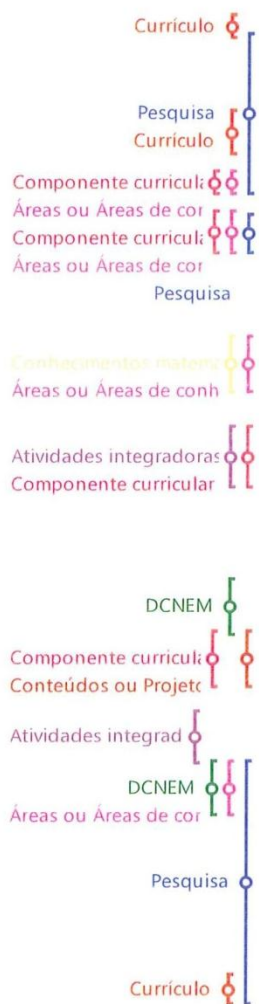 Currículo
Pesquisa
Currículo
Componente curricula
Áreas ou Áreas de cor
Componente curricula
Áreas ou Áreas de cor
Pesquisa
Conhecimentos matem
Áreas ou Áreas de conh
Atividades integradoras
Componente curricular
DCNEM
Componente curricula
Conteúdos ou Projeto
Atividades integrad
DCNEM
Áreas ou Áreas de cor
Pesquisa
Currículo